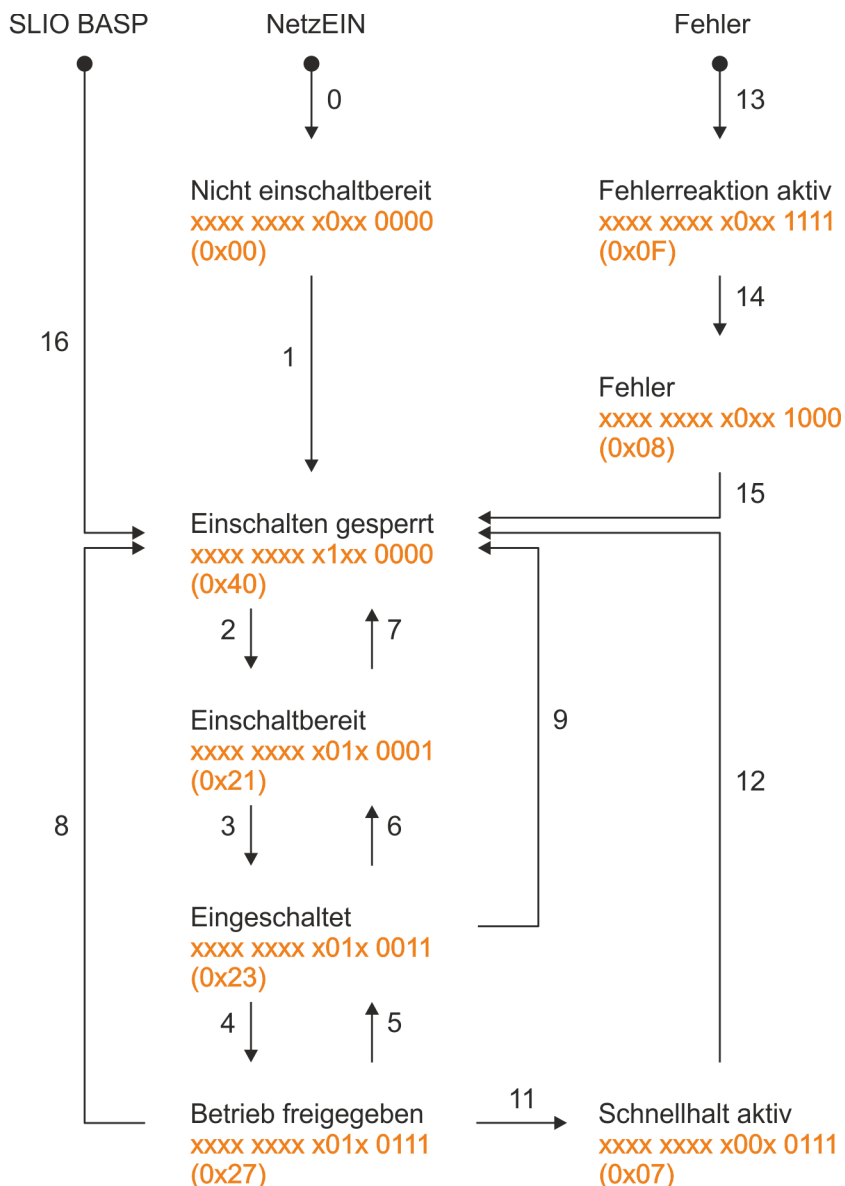 SLIO BASP
NetzEIN
Fehler
0
13
Nicht einschaltbereit
xxxx xxxx x0xx 0000
(0x00)
Fehlerreaktion aktiv
xxxx xxxx x0xx 1111
(0x0F)
14
16
1
Fehler
xxxx xxxx x0xx 1000
(0x08)
15
Einschalten gesperrt
xxxx xxxx x1xx 0000
(0x40)
2
7
Einschaltbereit
xxxx xxxx x01x 0001
(0x21)
9
12
8
3
6
Eingeschaltet
xxxx xxxx x01x 0011
(0x23)
4
5
Betrieb freigegeben
xxxx xxxx x01x 0111
(0x27)
11
Schnellhalt aktiv
xxxx xxxx x00x 0111
(0x07)